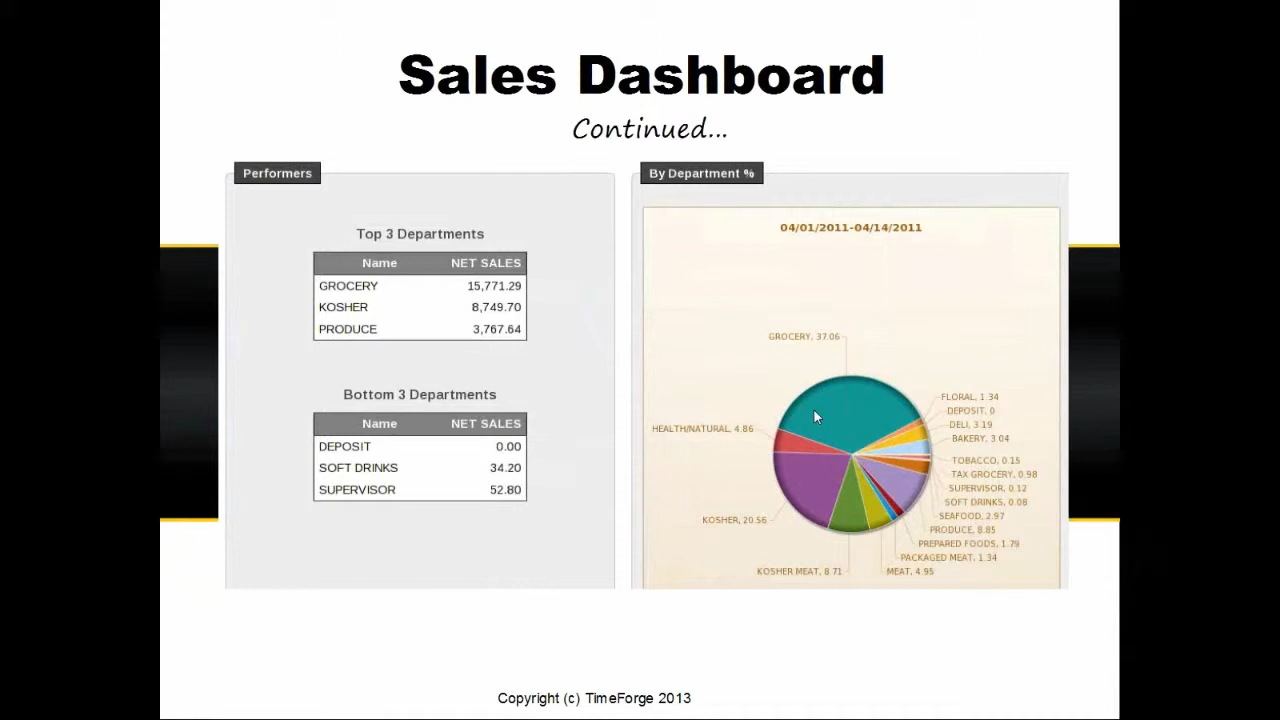 Sales Dashboard
Continued...
Performers
Top 3 Departments
Name NET SALES
GROCERY 15,771.29
KOSHER 8,749.70
PRODUCE 3,767.64
Bottom 3 Departments
Name NET SALES
DEPOSIT 0.00
SOFT DRINKS 34.20
SUPERVISOR 52.80
By Department %
04/01/2011-04/14/2011
GROCERY, 37.06
FLORAL, 1.34
DEPOSIT, 0
DELI, 3.19
HEALTH/NATURAL, 4.86
BAKERY, 3.04
TOBACCO, 0.15
TAX GROCERY, 0.98
SUPERVISOR, 0.12
SOFT DRINKS, 0.08
SEAFOOD, 2.97
KOSHER, 20.56
PRODUCE, 8.85
PREPARED FOODS, 1.79
PACKAGED MEAT, 1.34
KOSHER MEAT, 8.71
MEAT, 4.95
Copyright (c) TimeForge 2013